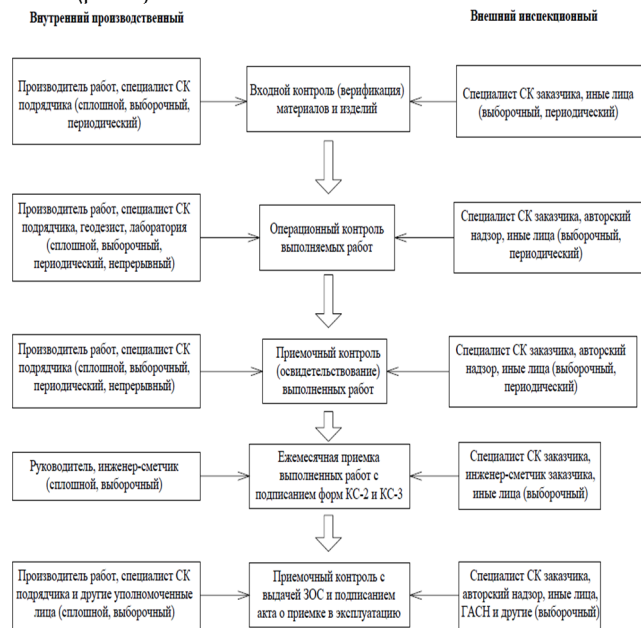 Внутренний производственный
Внешний инспекционный
Производитель работ, специалист СК
подрядчика (сплошной, выборочный,
периодический)
Входной контроль (верификация)
материалов и изделий
Специалист СК заказчика, иные лица
(выборочный, периодический)
Производитель работ, специалист СК
подрядчика, геодезист, лаборатория
(сплошной, выборочный,
периодический, непрерывный)
Операционный контроль
выполняемых работ
Специалист СК заказчика, авторский
надзор, иные лица (выборочный,
периодический)
Производитель работ, специалист СК
подрядчика (сплошной, выборочный,
периодический, непрерывный)
Приемочный контроль
(освидетельствование)
выполненных работ
Специалист СК заказчика, авторский
надзор, иные лица (выборочный,
периодический)
Руководитель, инженер-сметчик
(сплошной, выборочный)
Ежемесячная приемка
выполненных работ с
подписанием форм КС-2 и КС-3
Специалист СК заказчика,
инженер-сметчик заказчика,
иные лица (выборочный)
Производитель работ, специалист СК
подрядчика и другие уполномоченные
лица (сплошной, выборочный)
Приемочный контроль с
выдачей ЗОС и подписанием
акта о приемке в эксплуатацию
Специалист СК заказчика,
авторский надзор, иные лица,
ГАСН и другие (выборочный)